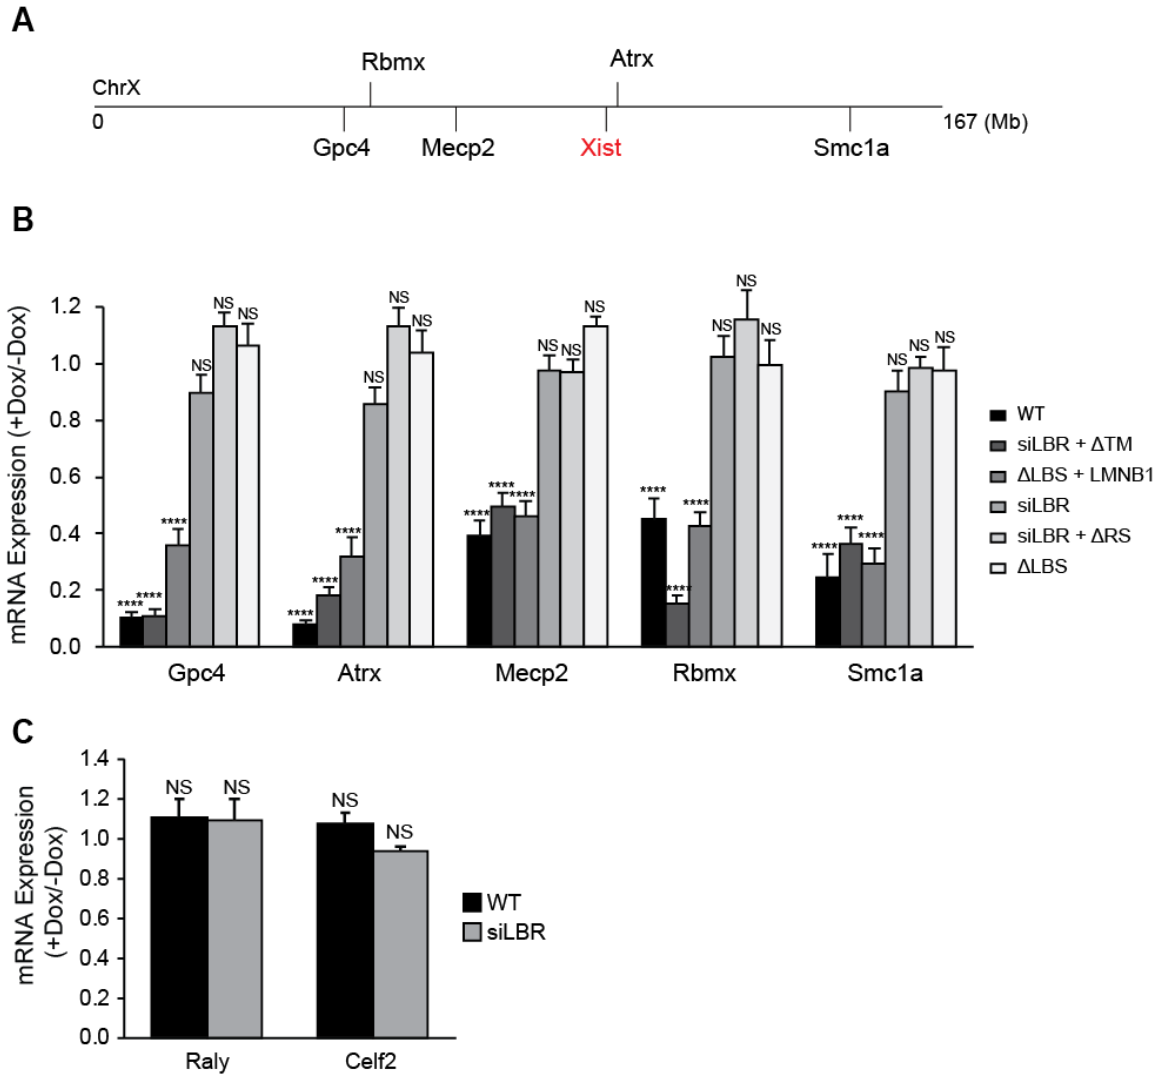 A
Rbmx
Atrx
ChrX
0
167 (Mb)
Gpc4
Mecp2
Xist
Smc1a
B
mRNA Expression (+Dox/-Dox)
1.2
1.0
0.8
0.6
0.4
0.2
0.0
**** **** **** NS NS NS
**** **** **** NS NS NS
**** **** **** NS NS NS
**** **** **** NS NS NS
**** **** **** NS NS NS
Gpc4
Atrx
Mecp2
Rbmx
Smc1a
WT
siLBR + ΔTM
ΔLBS + LMNB1
siLBR
siLBR + ΔRS
ΔLBS
C
mRNA Expression
(+Dox/-Dox)
1.4
1.2
1.0
0.8
0.6
0.4
0.2
0.0
NS NS
NS NS
Raly
Celf2
WT
siLBR